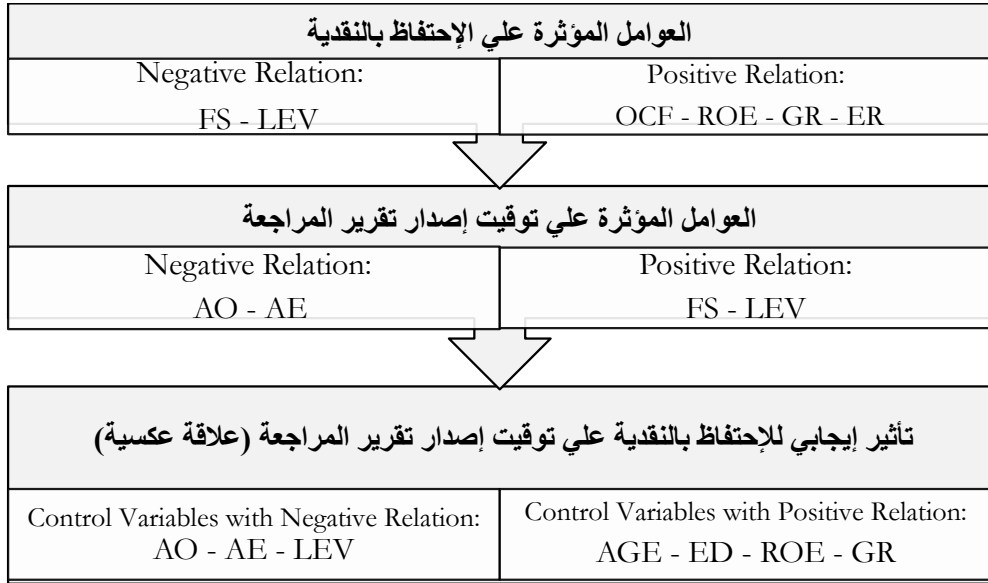 العوامل المؤثرة علي الإحتفاظ بالنقدية
Negative Relation:
FS - LEV
Positive Relation:
OCF - ROE - GR - ER
العوامل المؤثرة علي توقيت إصدار تقرير المراجعة
Negative Relation:
AO - AE
Positive Relation:
FS - LEV
تأثير إيجابي للإحتفاظ بالنقدية علي توقيت إصدار تقرير المراجعة (علاقة عكسية)
Control Variables with Negative Relation:
AO - AE - LEV
Control Variables with Positive Relation:
AGE - ED - ROE - GR